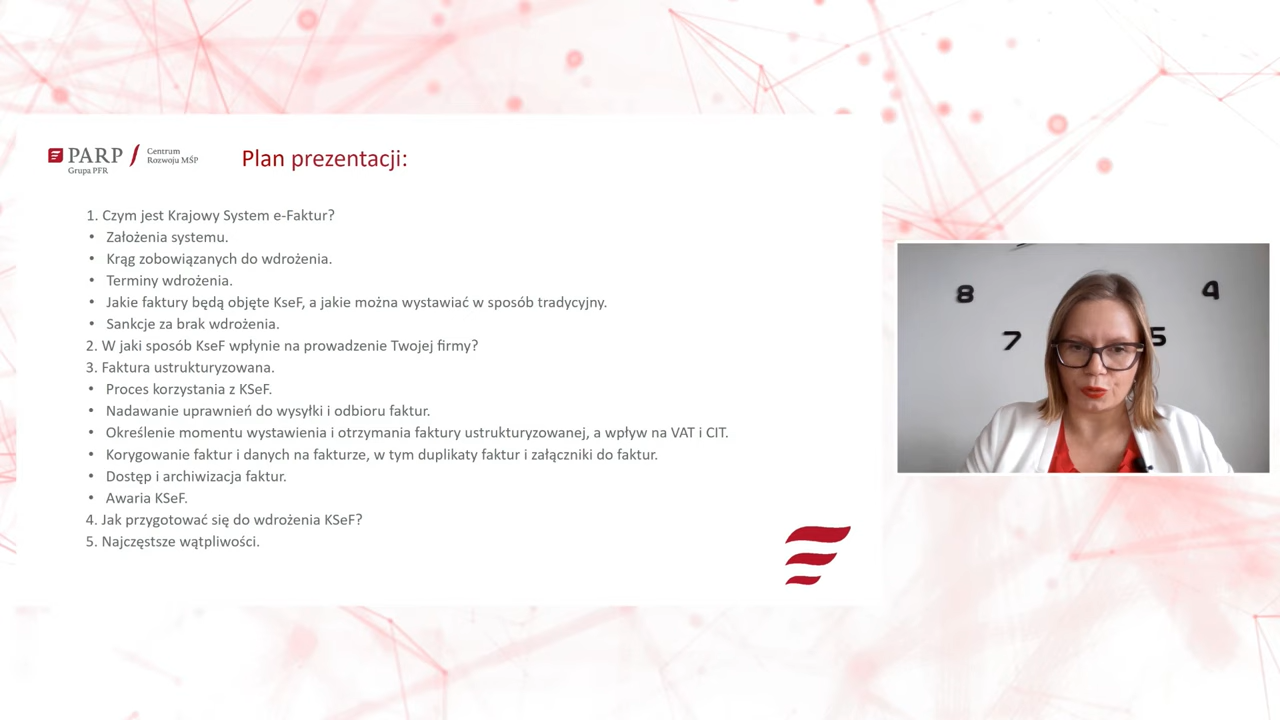 PARP
Grupa PFR
Centrum
Rozwoju MŚP
Plan prezentacji:
1. Czym jest Krajowy System e-Faktur?
• Założenia systemu.
• Krąg zobowiązanych do wdrożenia.
• Terminy wdrożenia.
• Jakie faktury będą objęte KseF, a jakie można wystawiać w sposób tradycyjny.
• Sankcje za brak wdrożenia.
2. W jaki sposób KseF wpłynie na prowadzenie Twojej firmy?
3. Faktura ustrukturyzowana.
• Proces korzystania z KSeF.
• Nadawanie uprawnień do wysyłki i odbioru faktur.
• Określenie momentu wystawienia i otrzymania faktury ustrukturyzowanej, a wpływ na VAT i CIT.
• Korygowanie faktur i danych na fakturze, w tym duplikaty faktur i załączniki do faktur.
• Dostęp i archiwizacja faktur.
• Awaria KSeF.
4. Jak przygotować się do wdrożenia KSeF?
5. Najczęstsze wątpliwości.
8
4
7
5